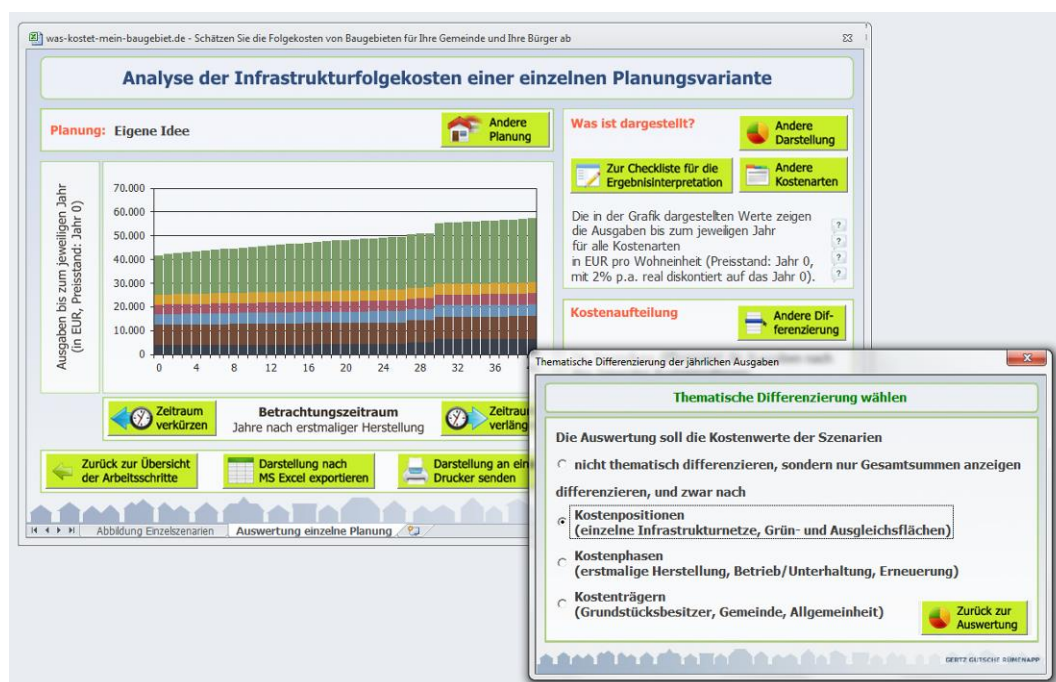 was-kostet-mein-baugebiet.de - Schätzen Sie die Folgekosten von Baugebieten für Ihre Gemeinde und Ihre Bürger ab
Analyse der Infrastrukturfolgekosten einer einzelnen Planungsvariante
Planung: Eigene Idee
Andere
Planung
Ausgaben bis zum jeweiligen Jahr
(in EUR, Preisstand: Jahr 0)
70.000
60.000
50.000
40.000
30.000
20.000
10.000
0
0 4 8 12 16 20 24 28 32 36
Zeitraum
verkürzen
Betrachtungszeitraum
Jahre nach erstmaliger Herstellung
Zeitraum
verläng
Zurück zur Übersicht
der Arbeitsschritte
Darstellung nach
MS Excel exportieren
Darstellung an ein
Drucker senden
Abbildung Einzelszenarien
Auswertung einzelne Planung
Was ist dargestellt?
Andere
Darstellung
Zur Checkliste für die
Ergebnisinterpretation
Andere
Kostenarten
Die in der Grafik dargestellten Werte zeigen
die Ausgaben bis zum jeweiligen Jahr
für alle Kostenarten
in EUR pro Wohneinheit (Preisstand: Jahr 0,
mit 2% p.a. real diskontiert auf das Jahr 0).
?
?
?
?
Kostenaufteilung
Andere Dif-
ferenzierung
Thematische Differenzierung der jährlichen Ausgaben
Thematische Differenzierung wählen
Die Auswertung soll die Kostenwerte der Szenarien
nicht thematisch differenzieren, sondern nur Gesamtsummen anzeigen
differenzieren, und zwar nach
Kostenpositionen
(einzelne Infrastrukturnetze, Grün- und Ausgleichsflächen)
Kostenphasen
(erstmalige Herstellung, Betrieb/Unterhaltung, Erneuerung)
Kostenträgern
(Grundstücksbesitzer, Gemeinde, Allgemeinheit)
Zurück zur
Auswertung
GERTZ GUTSCHE RÜMENAPP